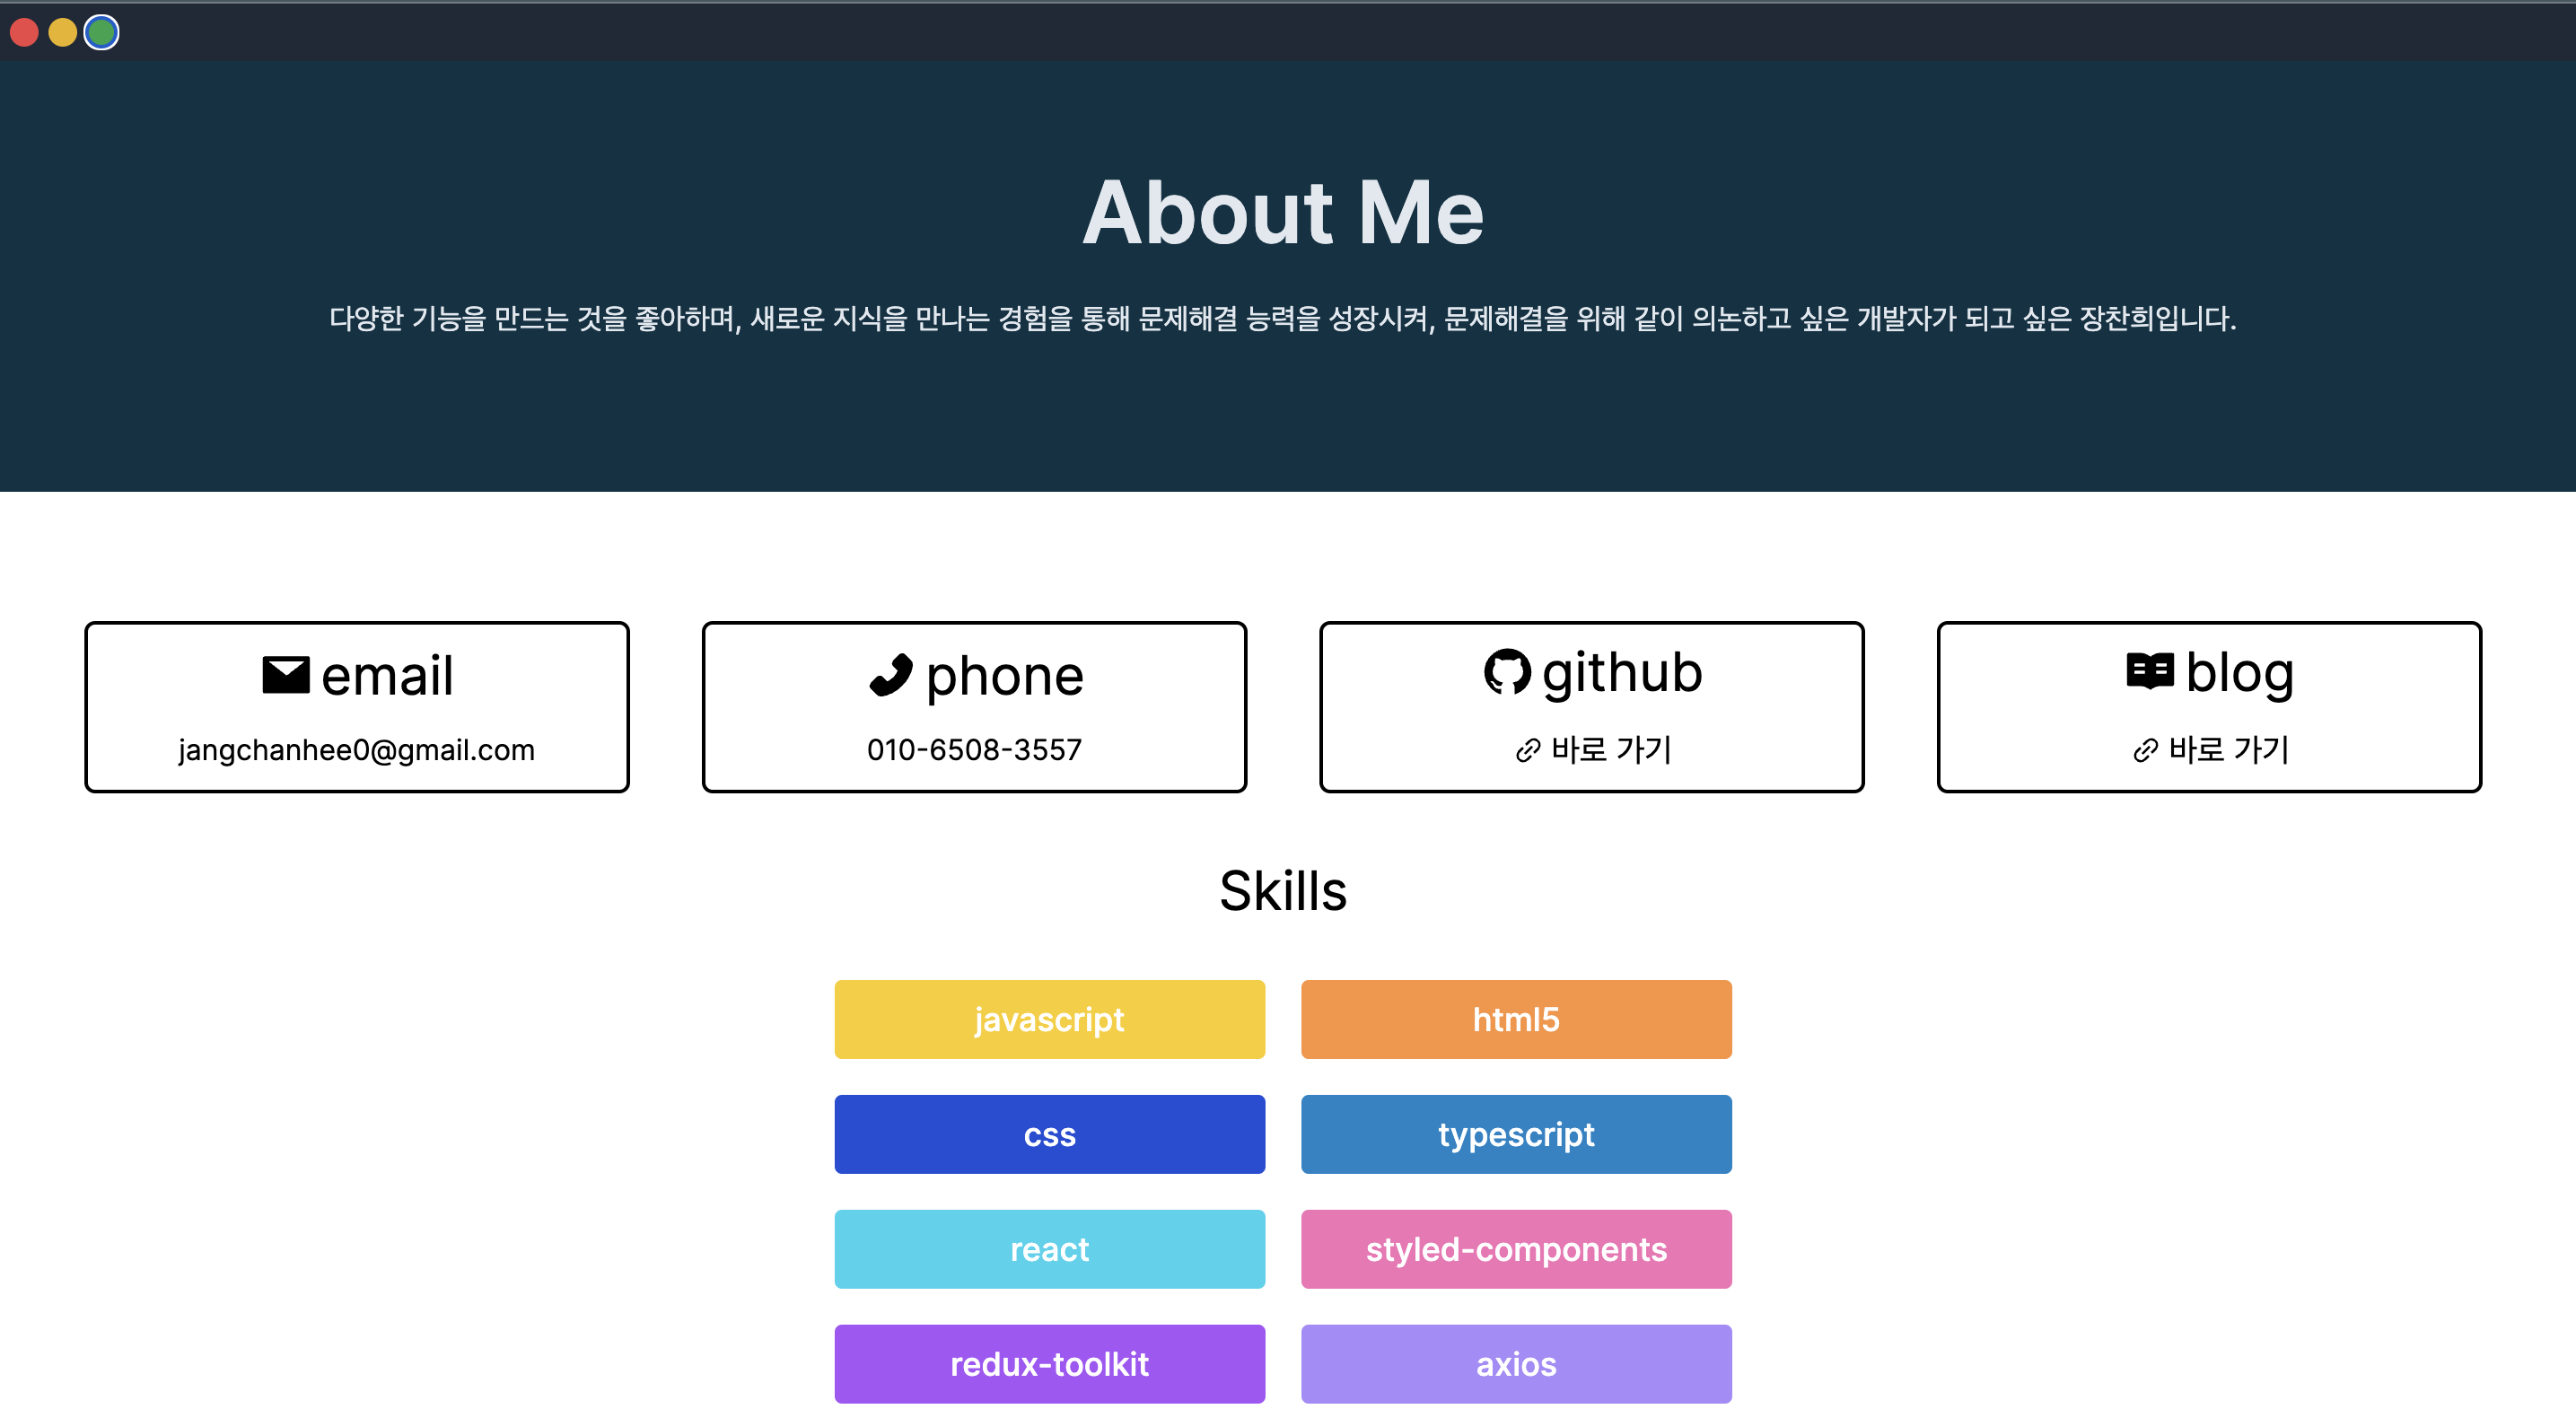 About Me
다양한 기능을 만드는 것을 좋아하며, 새로운 지식을 만나는 경험을 통해 문제해결 능력을 성장시켜, 문제해결을 위해 같이 의논하고 싶은 개발자가 되고 싶은 장찬희입니다.
email
jangchanhee0@gmail.com
phone
010-6508-3557
github
바로 가기
blog
바로 가기
Skills
javascript
html5
css
typescript
react
styled-components
redux-toolkit
axios